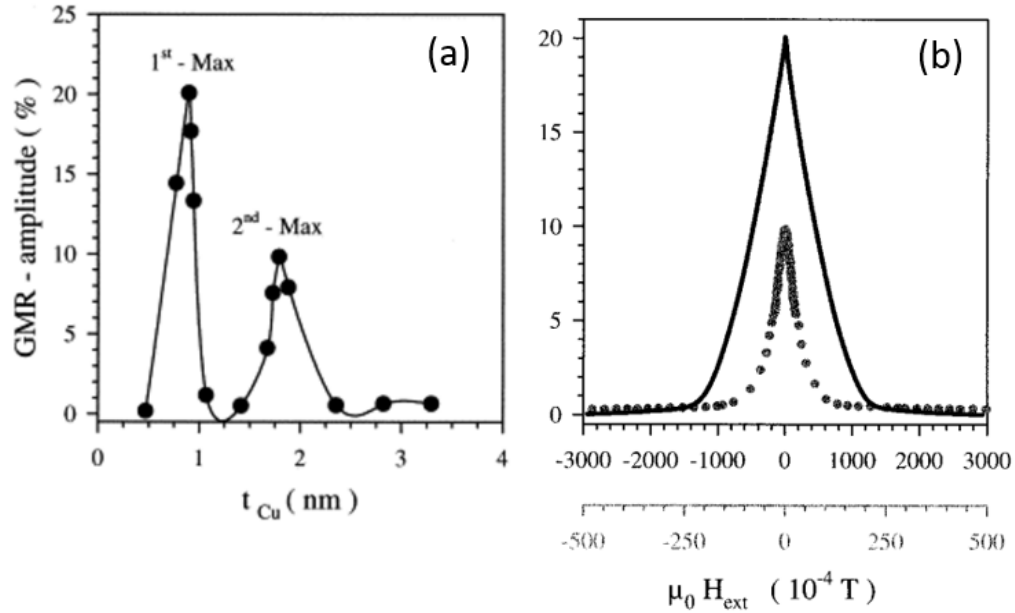 (a)
GMR - amplitude ( % )
25
20
15
10
5
0
1st - Max
2nd - Max
0 1 2 3 4
t Cu ( nm )
(b)
20
15
10
5
0
-3000 -2000 -1000 0 1000 2000 3000
-500 -250 0 250 500
μ0 Hext ( 10-4 T )